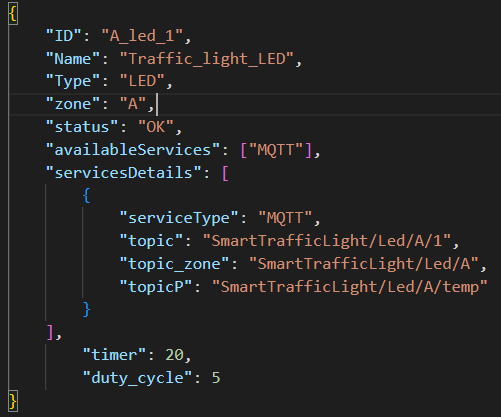 {
    "ID": "A_led_1",
    "Name": "Traffic_light_LED",
    "Type": "LED",
    "zone": "A",
    "status": "OK",
    "availableServices": ["MQTT"],
    "servicesDetails": [
        {
            "serviceType": "MQTT",
            "topic": "SmartTrafficLight/Led/A/1",
            "topic_zone": "SmartTrafficLight/Led/A",
            "topicP": "SmartTrafficLight/Led/A/temp"
        }
    ],
        "timer": 20,
        "duty_cycle": 5
}